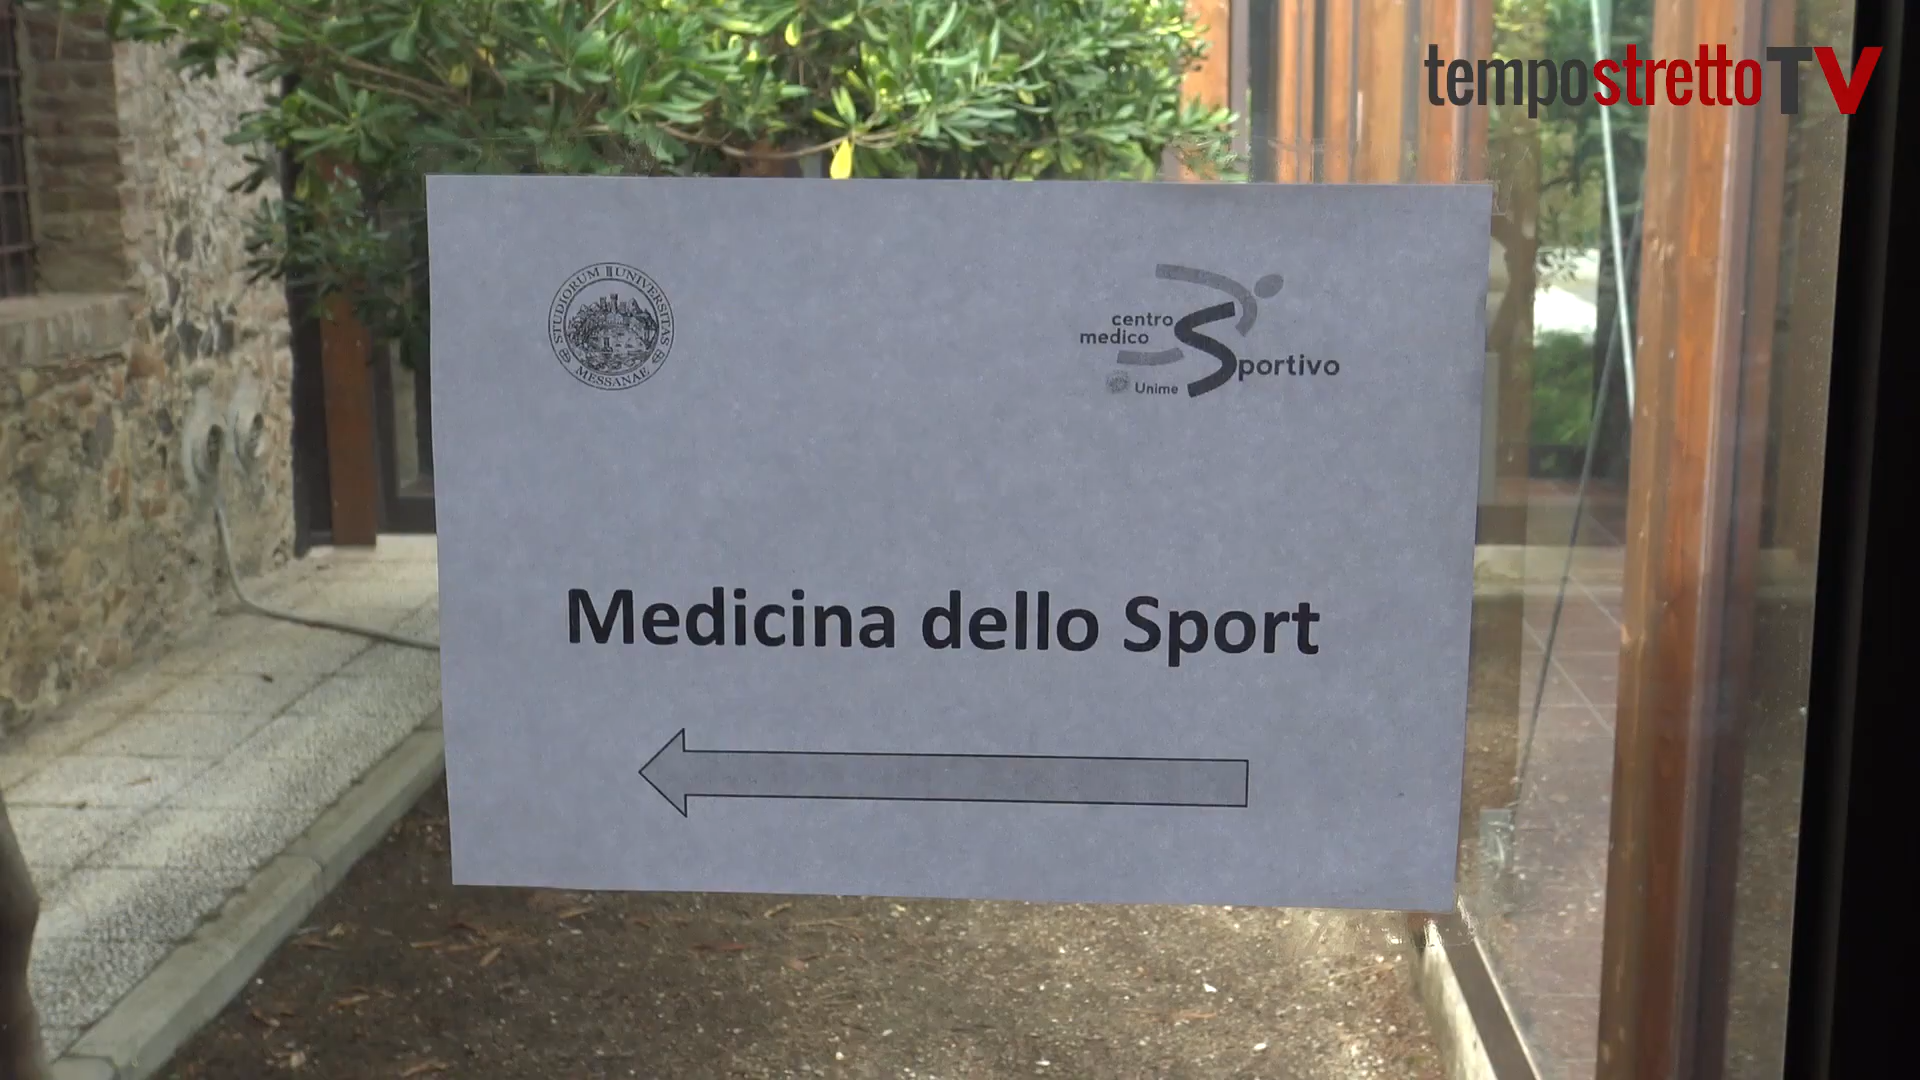 tempostrettoTV
STUDIORUM UNIVERSITAS
MESSANAE
centro
medico
Sportivo
Unime
Medicina dello Sport